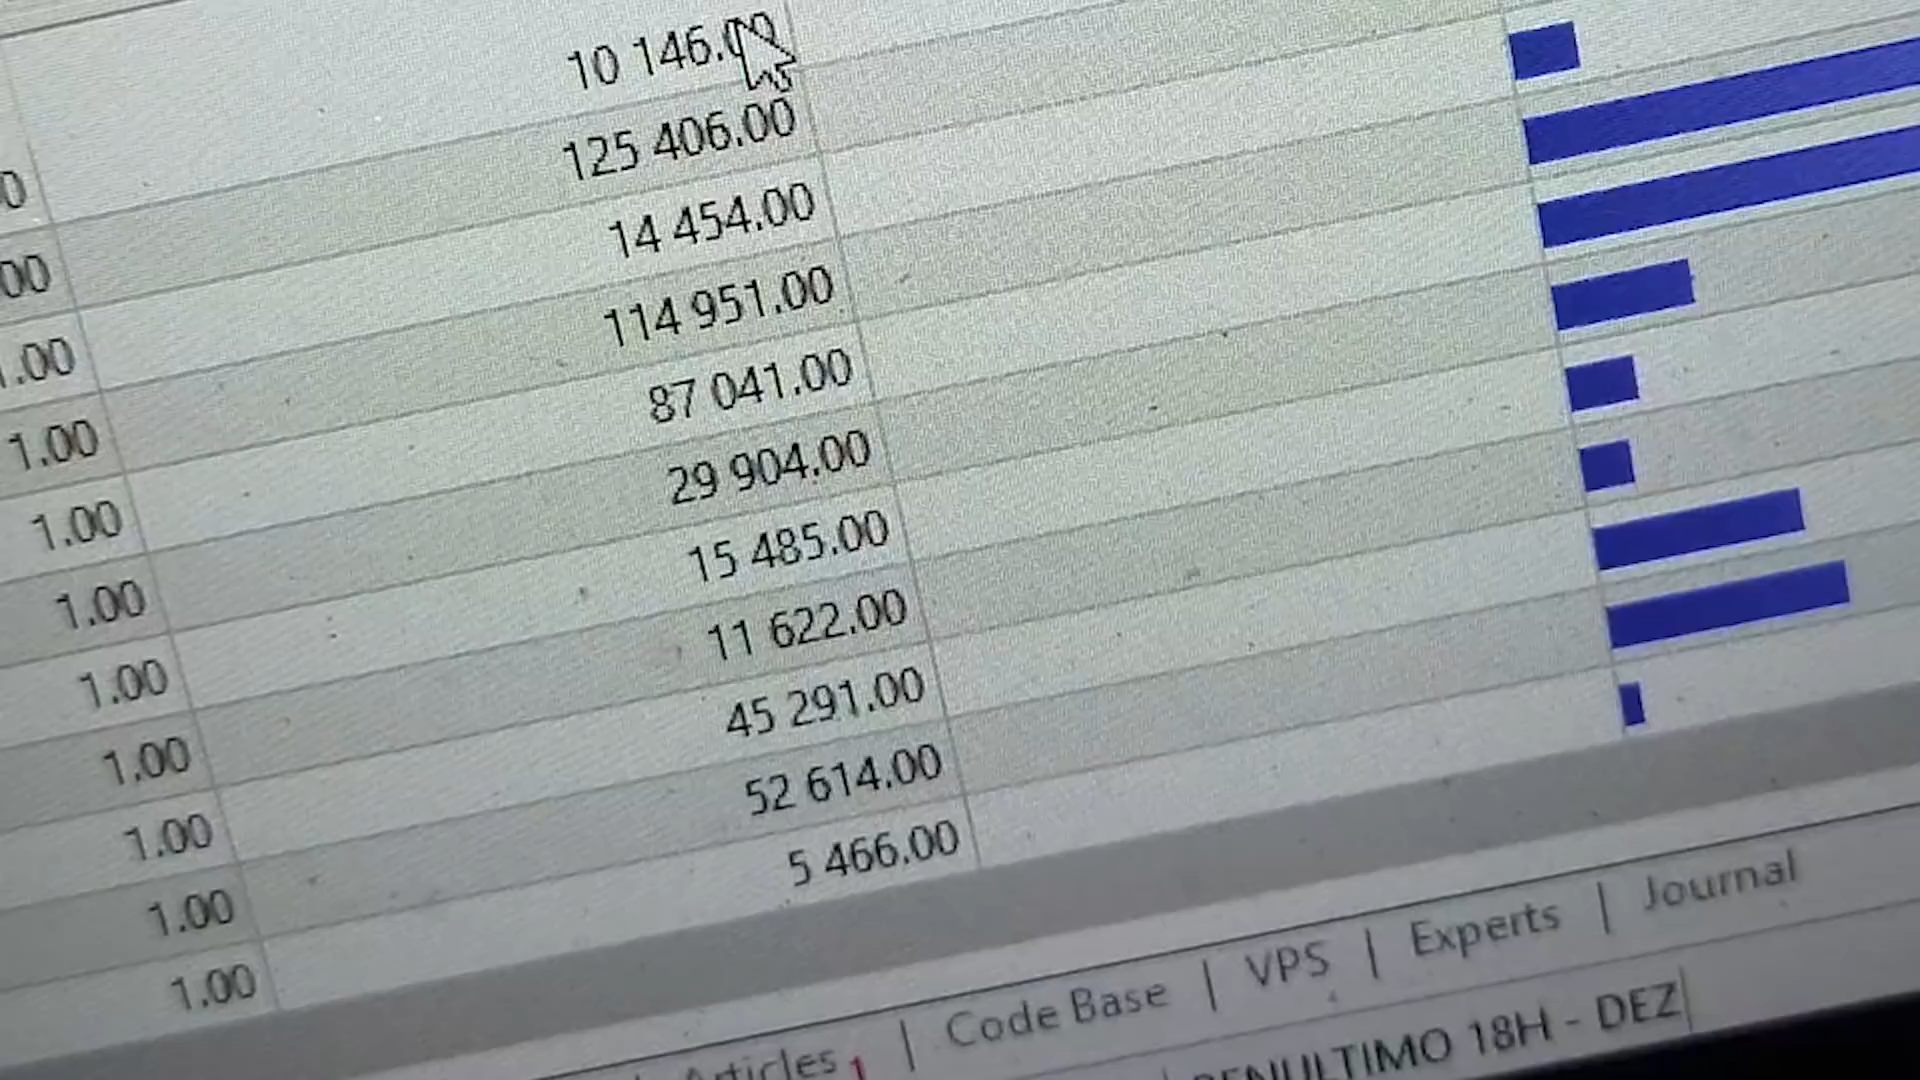 10 146.00
125 406.00
00 14 454.00
1.00 114 951.00
1.00 87 041.00
1.00 29 904.00
1.00 15 485.00
1.00 11 622.00
1.00 45 291.00
1.00 52 614.00
1.00 5 466.00
1.00
Articles 1 | Code Base | VPS | Experts | Journal
18H - DEZ